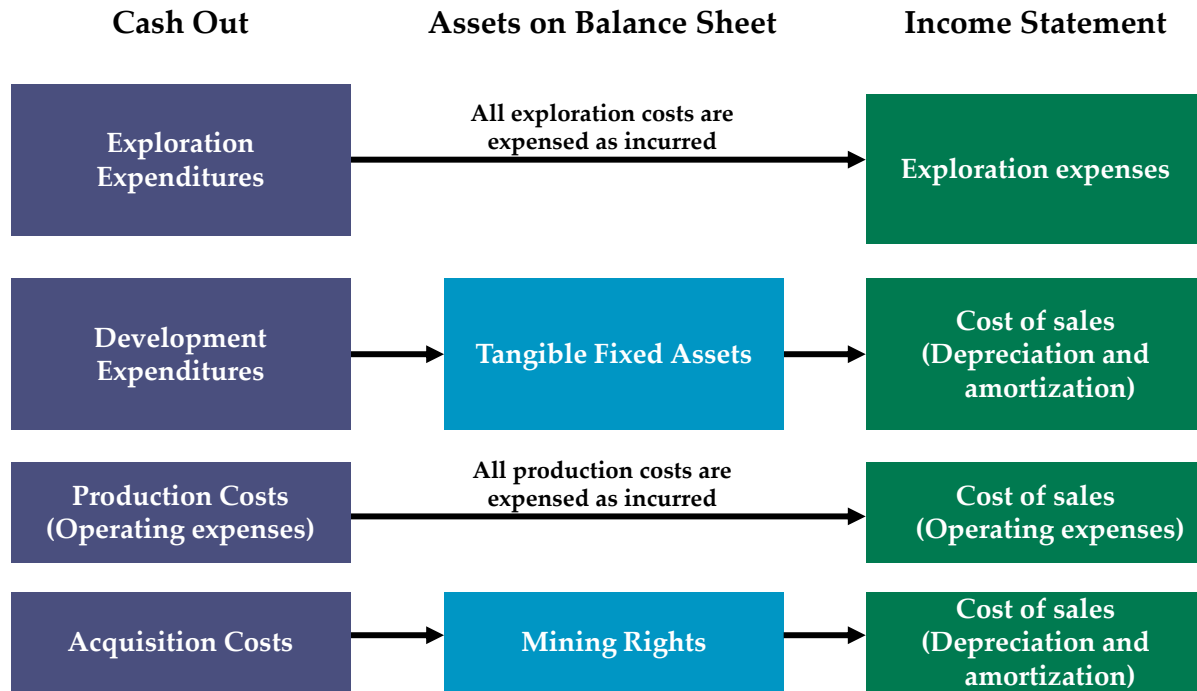 Cash Out
Assets on Balance Sheet
Income Statement
Exploration
Expenditures
All exploration costs are
expensed as incurred
Exploration expenses
Development
Expenditures
Tangible Fixed Assets
Cost of sales
(Depreciation and
amortization)
Production Costs
(Operating expenses)
All production costs are
expensed as incurred
Cost of sales
(Operating expenses)
Acquisition Costs
Mining Rights
Cost of sales
(Depreciation and
amortization)